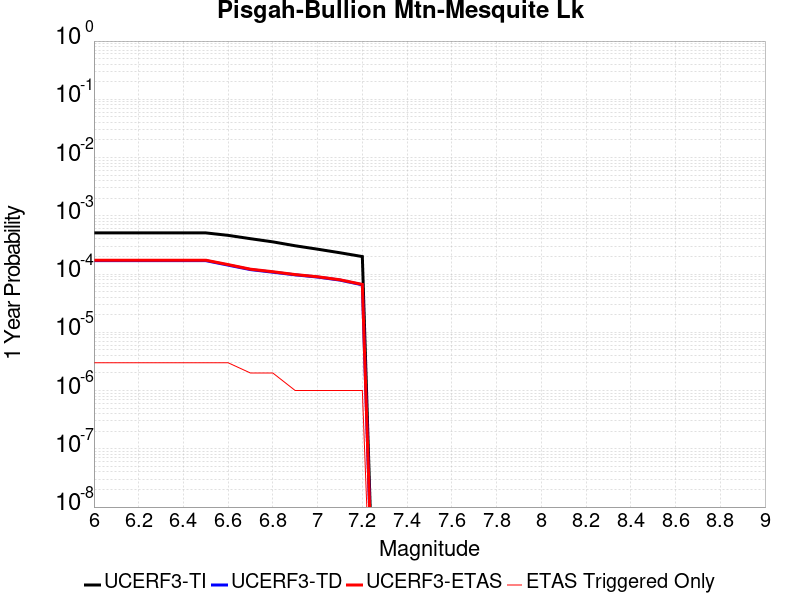 Pisgah-Bullion Mtn-Mesquite Lk
10^0
10^-1
10^-2
10^-3
10^-4
10^-5
10^-6
10^-7
10^-8
1 Year Probability
6 6.2 6.4 6.6 6.8 7 7.2 7.4 7.6 7.8 8 8.2 8.4 8.6 8.8 9
Magnitude
UCERF3-TI UCERF3-TD UCERF3-ETAS ETAS Triggered Only